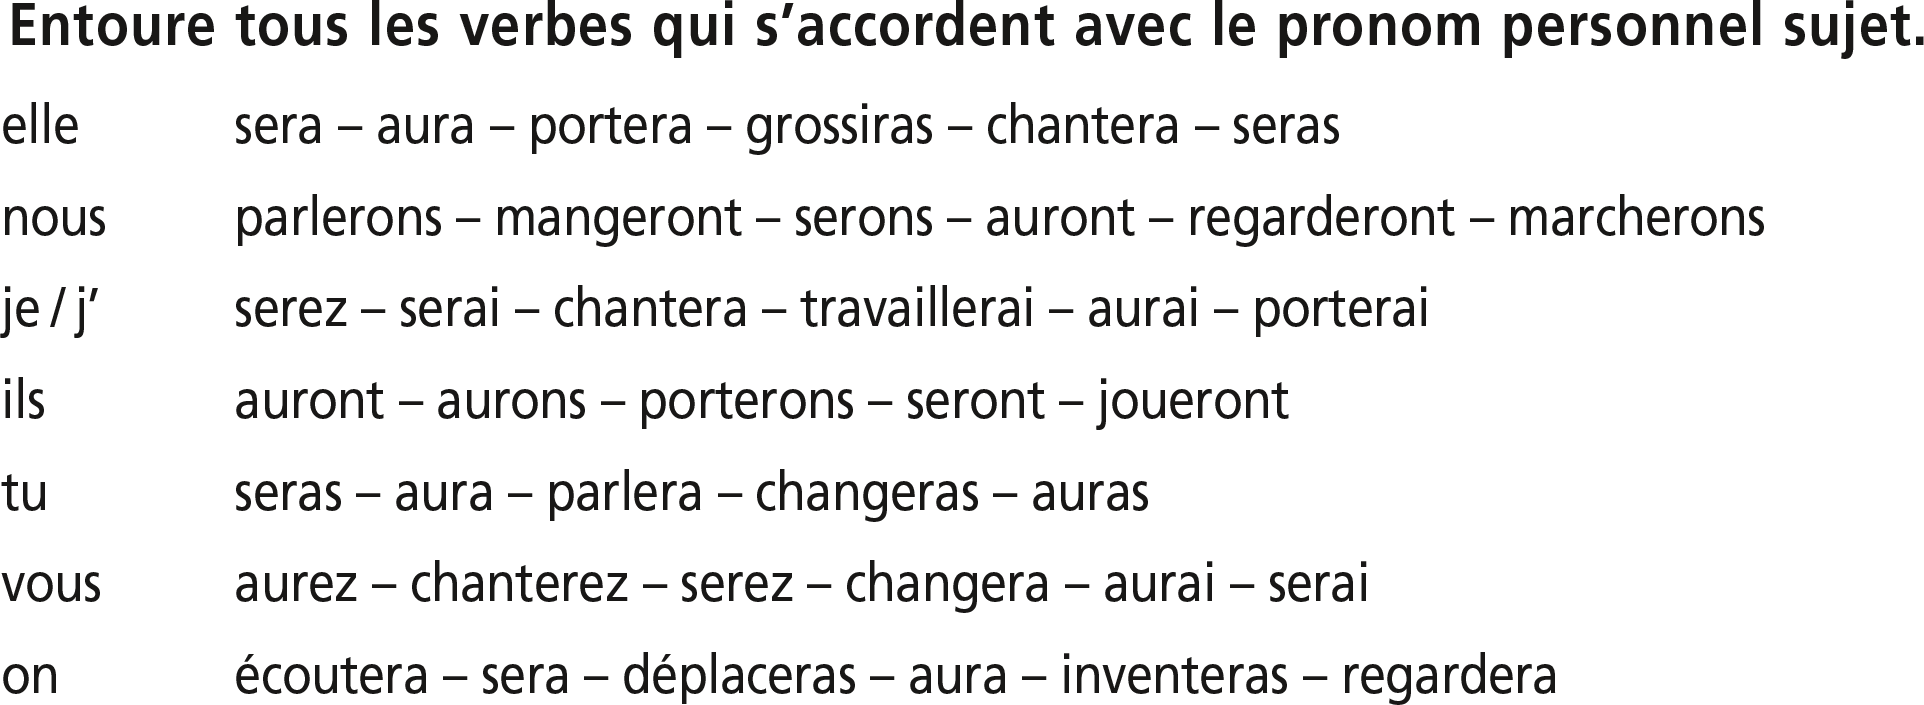 Entoure tous les verbes qui s’accordent avec le pronom personnel sujet.
elle sera – aura – portera – grossiras – chantera – seras
nous parlerons – mangeront – serons – auront – regarderont – marcherons
je / j’ serez – serai – chantera – travaillerai – aurai – porterai
ils auront – aurons – porterons – seront – joueront
tu seras – aura – parlera – changeras – auras
vous aurez – chanterez – serez – changera – aurai – serai
on écoutera – sera – déplaceras – aura – inventeras – regardera